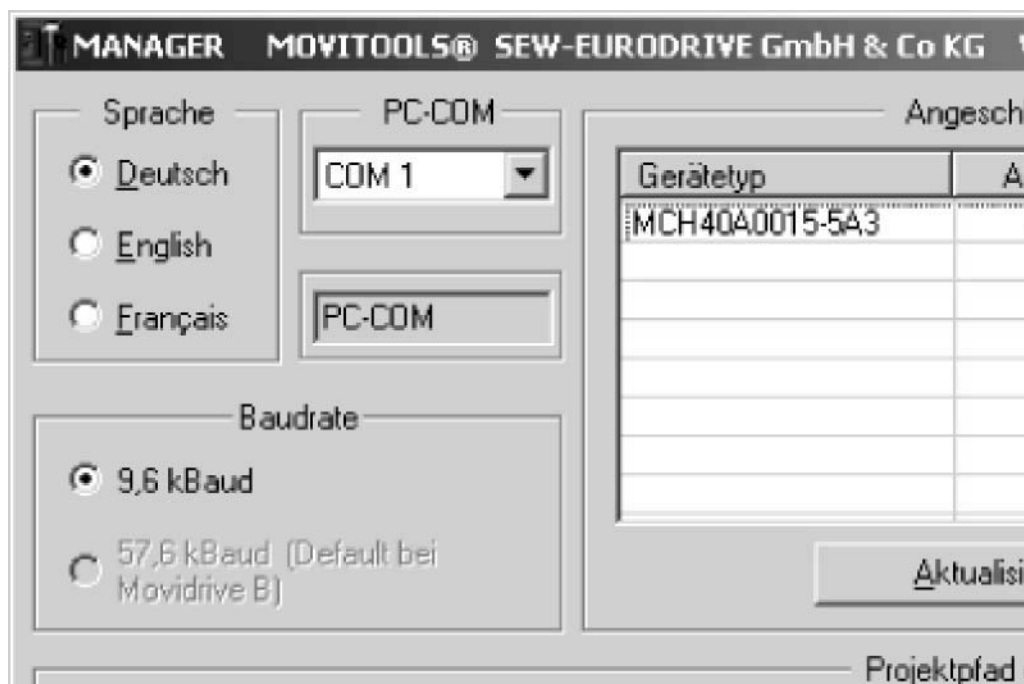 MANAGER MOVITOOLS® SEW-EURODRIVE GmbH & Co KG
Sprache
Deutsch
English
Français
PC-COM
COM 1
PC-COM
Baudrate
9,6 kBaud
57,6 kBaud (Default bei
Movidrive B)
Gerätetyp
MCH40A0015-5A3
Projektpfad